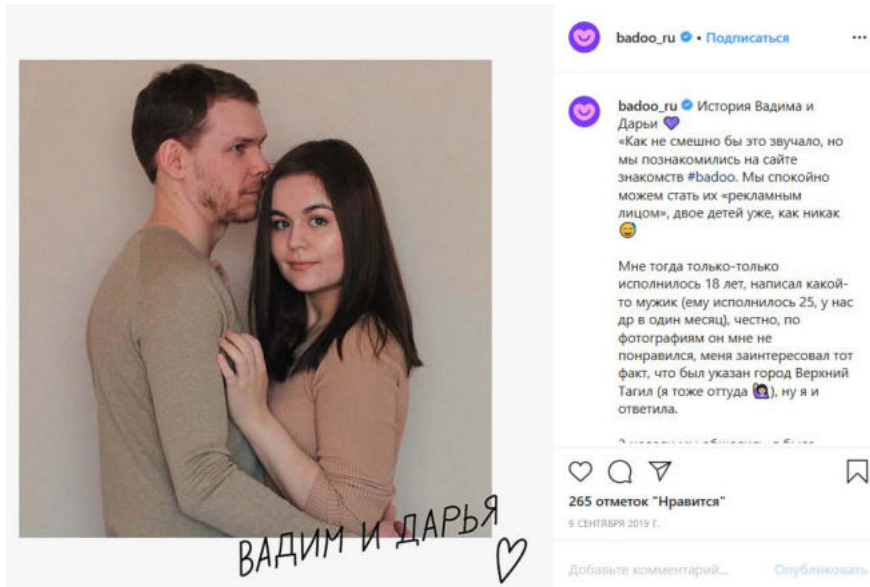 ВАДИМ И ДАРЬЯ
badoo_ru • Подписаться
badoo_ru История Вадима и
Дарьи 💜
«Как не смешно бы это звучало, но
мы познакомились на сайте
знакомств #badoo. Мы спокойно
можем стать их «рекламным
лицом», двое детей уже, как никак
😅
Мне тогда только-только
исполнилось 18 лет, написал какой-
то мужик (ему исполнилось 25, у нас
др в один месяц), честно, по
фотографиям он мне не
понравился, меня заинтересовал тот
факт, что был указан город Верхний
Тагил (я тоже оттуда 🙋🏻‍♀️), ну я и
ответила.
265 отметок "Нравится"
9 СЕНТЯБРЯ 2019 Г.
Добавьте комментарий...
Опубликовать